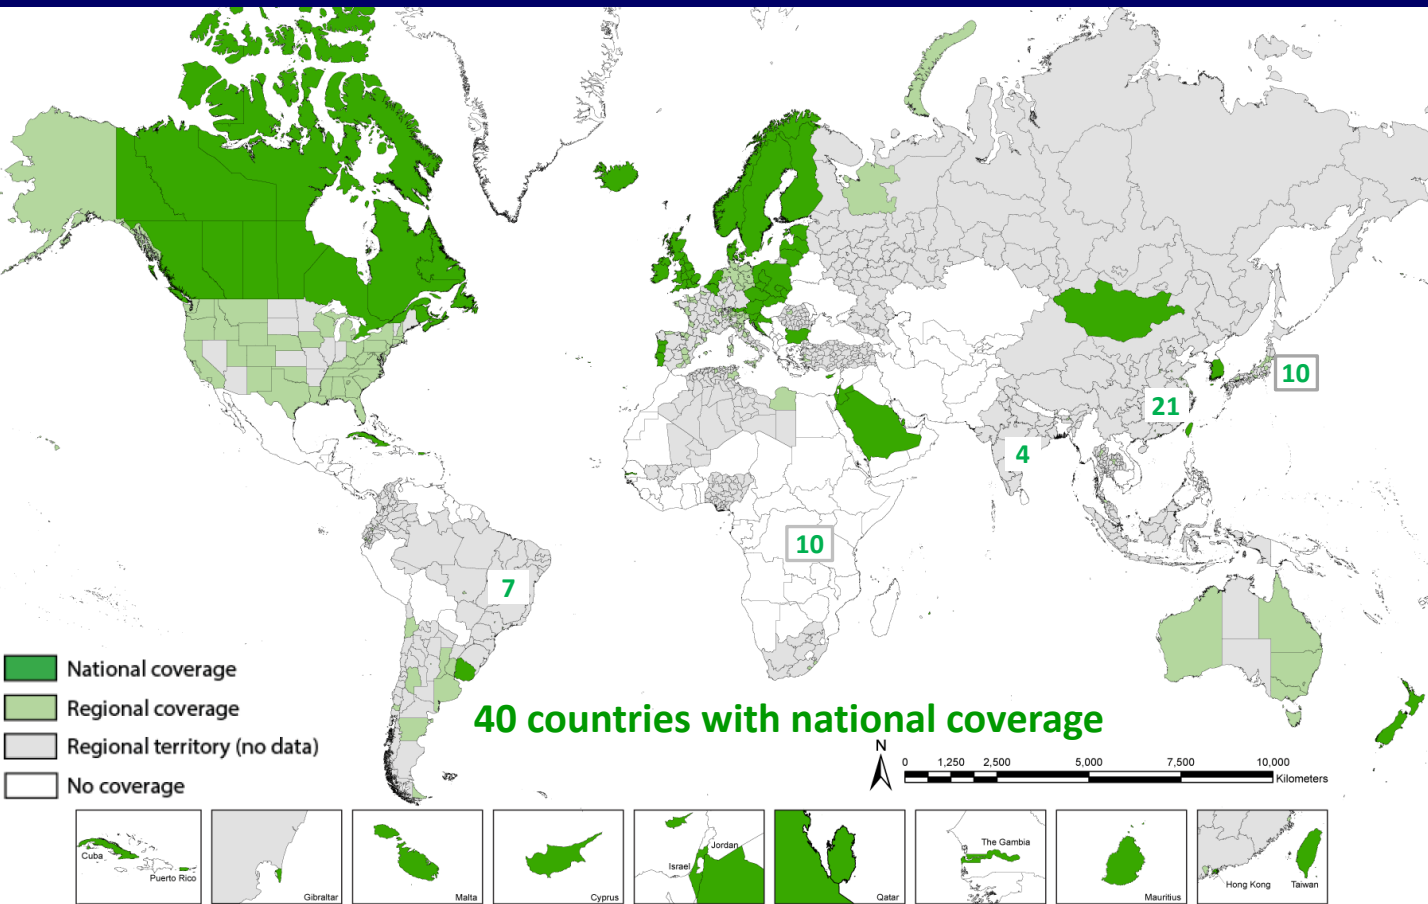 10
21
4
10
7
National coverage
Regional coverage
Regional territory (no data)
No coverage
40 countries with national coverage
N
0 1,250 2,500 5,000 7,500 10,000
Kilometers
Cuba
Puerto Rico
Gibraltar
Malta
Cyprus
Jordan
Israel
Qatar
The Gambia
Mauritius
Hong Kong
Taiwan